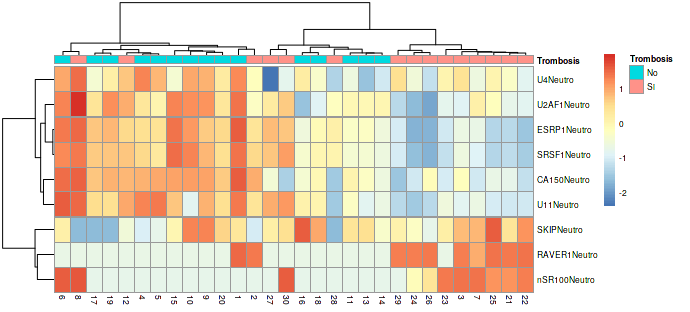 Trombosis
U4Neutro
U2AF1Neutro
ESRP1Neutro
SRSF1Neutro
CA150Neutro
U11Neutro
SKIPNeutro
RAVER1Neutro
nSR100Neutro
6 8 17 19 12 4 5 15 10 9 20 1 2 27 30 16 18 28 11 13 14 29 24 26 23 3 7 25 21 22
1
0
-1
-2
Trombosis
No
SI